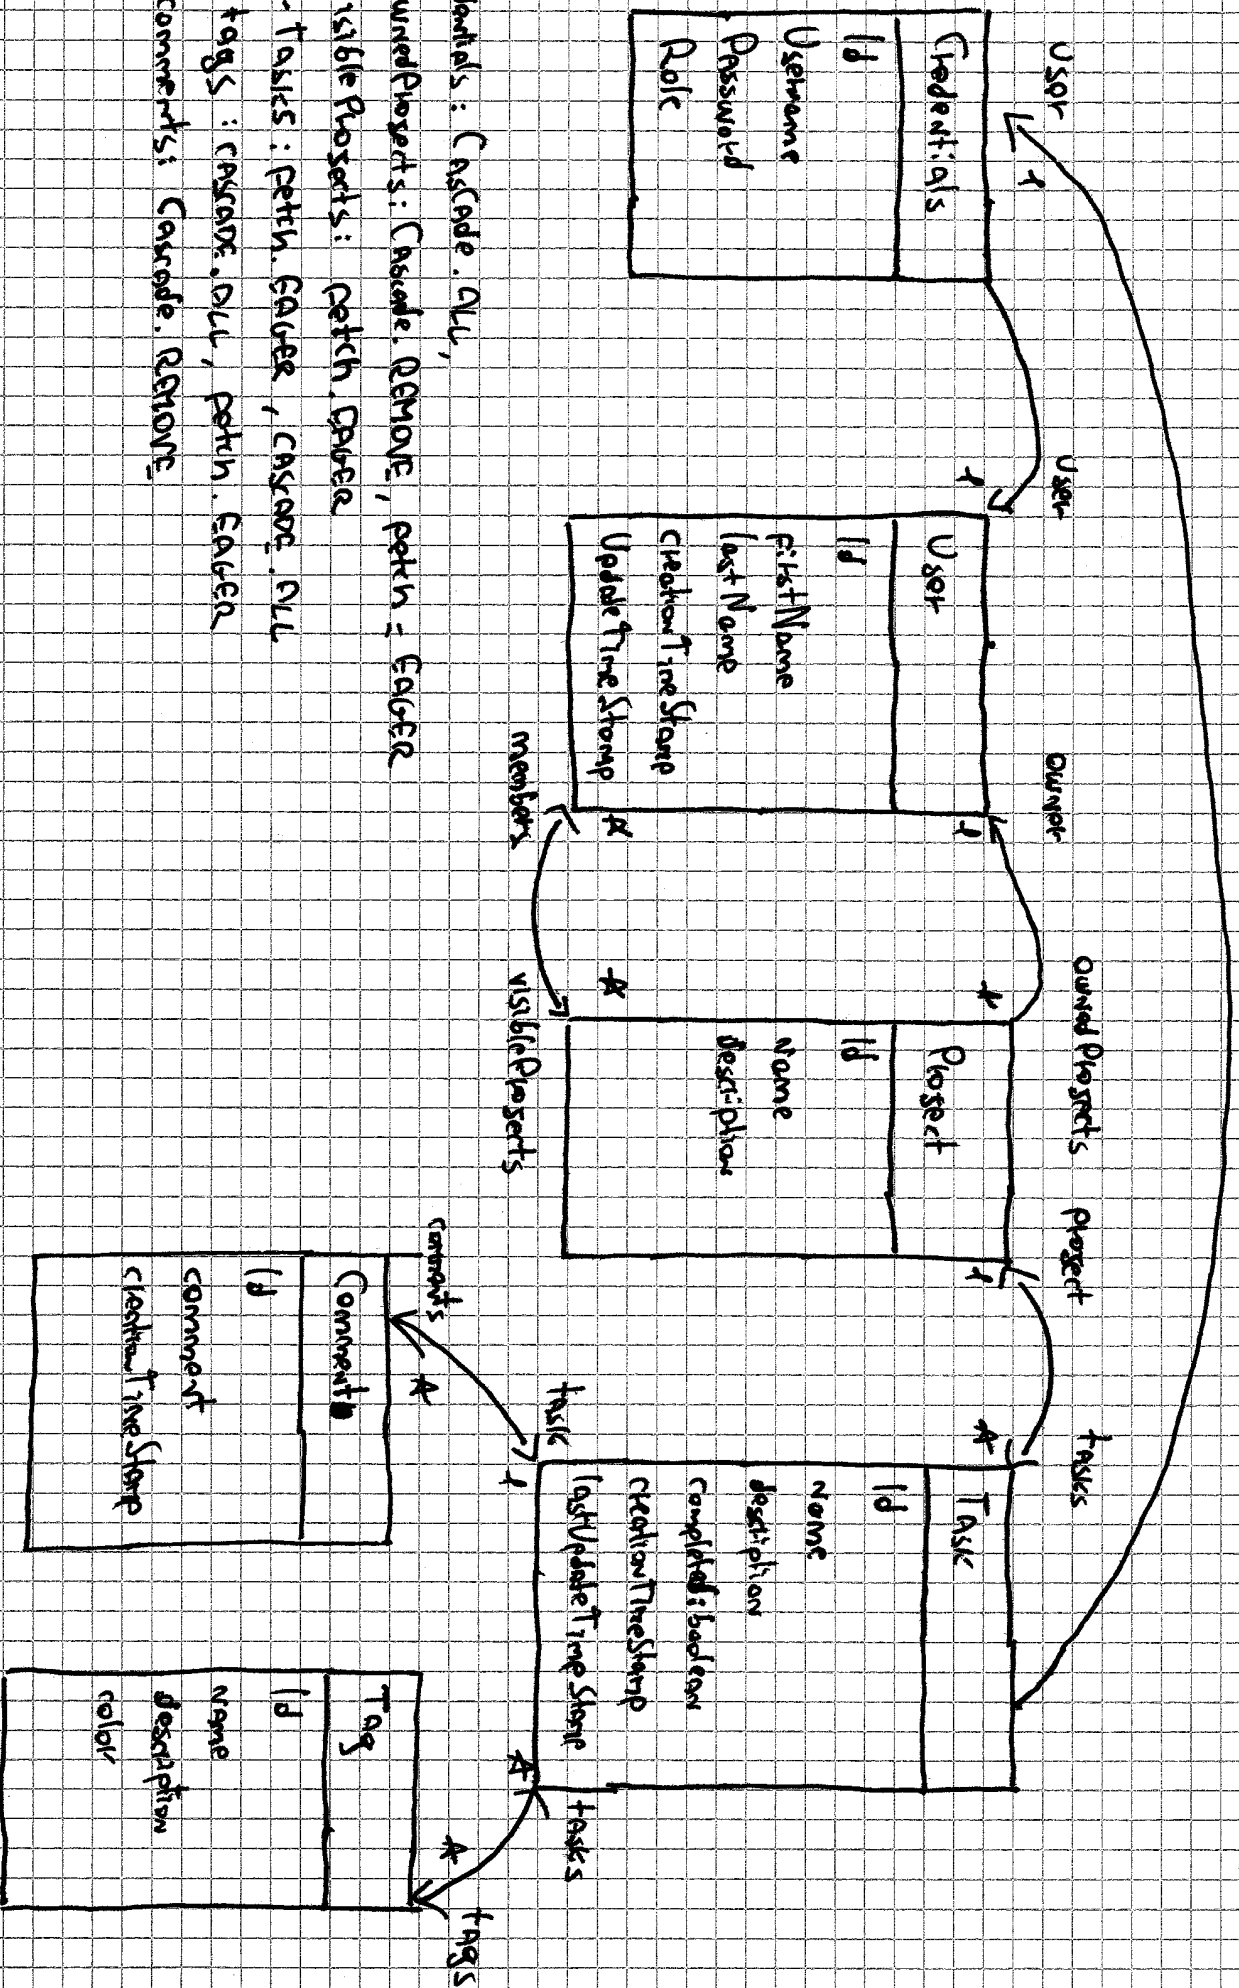 User
1
User
1
owner
1
ownedProjects
*
project
1
tasks
*
Credentials
Id
Username
Password
Role
User
Id
FirstName
lastName
creationTimeStamp
UpdateTimeStamp
*
members
Project
Id
name
description
*
visibleProjects
Task
Id
name
description
completed: boolean
creationTimeStamp
lastUpdateTimeStamp
task
1
*
tasks
comments
*
Comment
Id
comment
creationTimeStamp
*
tags
Tag
Id
name
description
color
dentials : Cascade.ALL,
wnedProjects: Cascade.REMOVE, fetch = EAGER
isibleProjects: fetch.EAGER
- Tasks : fetch.EAGER, CASCADE.ALL
tags : CASCADE.ALL, fetch.EAGER
comments: Cascade.REMOVE